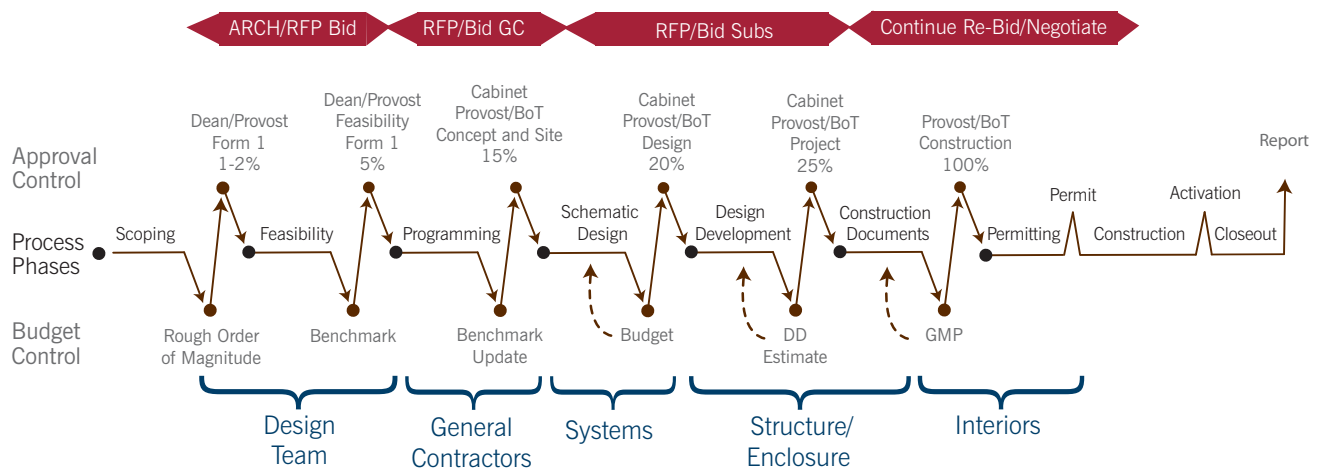 ARCH/RFP Bid
RFP/Bid GC
RFP/Bid Subs
Continue Re-Bid/Negotiate
Approval
Control
Dean/Provost
Form 1
1-2%
Dean/Provost
Feasibility
Form 1
5%
Cabinet
Provost/BoT
Concept and Site
15%
Cabinet
Provost/BoT
Design
20%
Cabinet
Provost/BoT
Project
25%
Provost/BoT
Construction
100%
Report
Process
Phases
Scoping
Feasibility
Programming
Schematic
Design
Design
Development
Construction
Documents
Permitting
Permit
Construction
Activation
Closeout
Budget
Control
Rough Order
of Magnitude
Benchmark
Benchmark
Update
Budget
DD
Estimate
GMP
Design
Team
General
Contractors
Systems
Structure/
Enclosure
Interiors